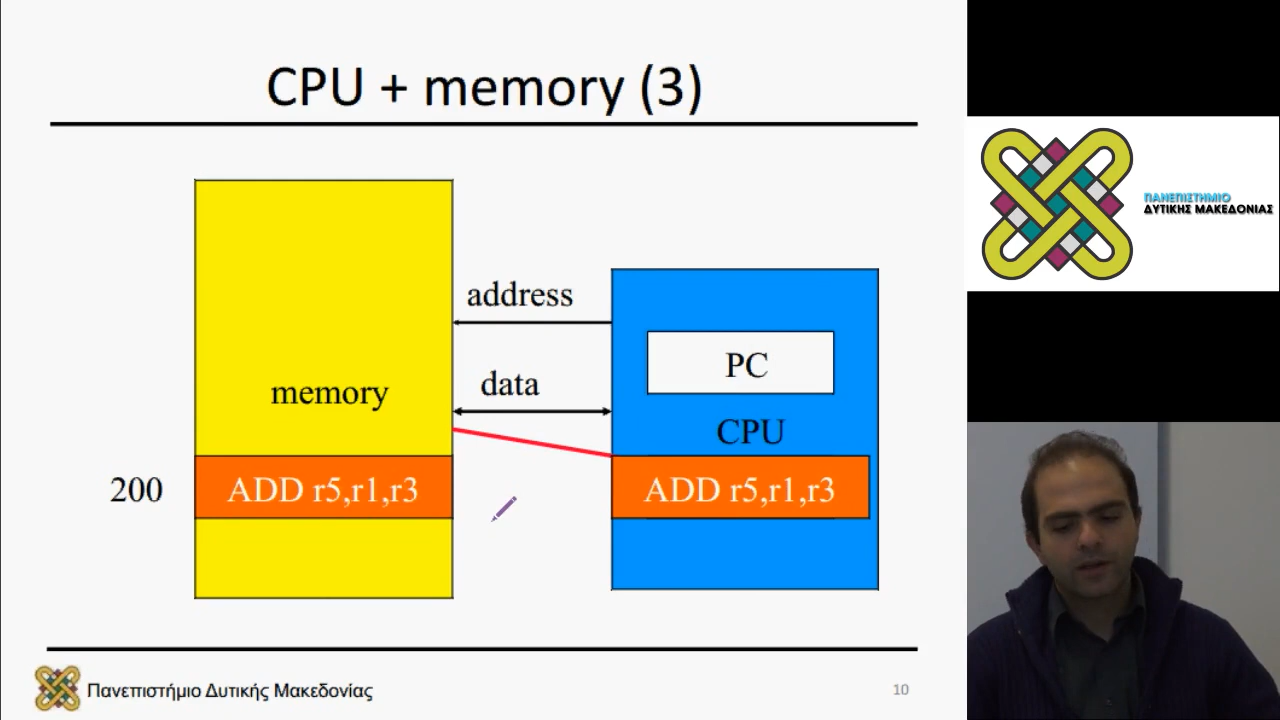 CPU + memory (3)
address
PC
data
memory
CPU
200
ADD r5,r1,r3
ADD r5,r1,r3
Πανεπιστήμιο Δυτικής Μακεδονίας
10
ΠΑΝΕΠΙΣΤΗΜΙΟ
ΔΥΤΙΚΗΣ ΜΑΚΕΔΟΝΙΑΣ